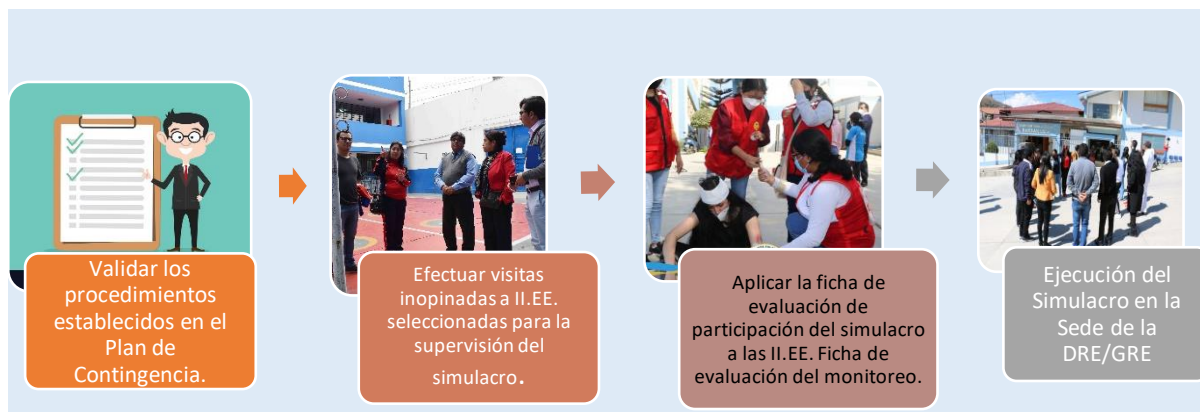 Validar los
procedimientos
establecidos en el
Plan de
Contingencia.
Efectuar visitas
inopinadas a II.EE.
seleccionadas para la
supervisión del
simulacro.
Aplicar la ficha de
evaluación de
participación del simulacro
a las II.EE. Ficha de
evaluación del monitoreo.
Ejecución del
Simulacro en la
Sede de la
DRE/GRE